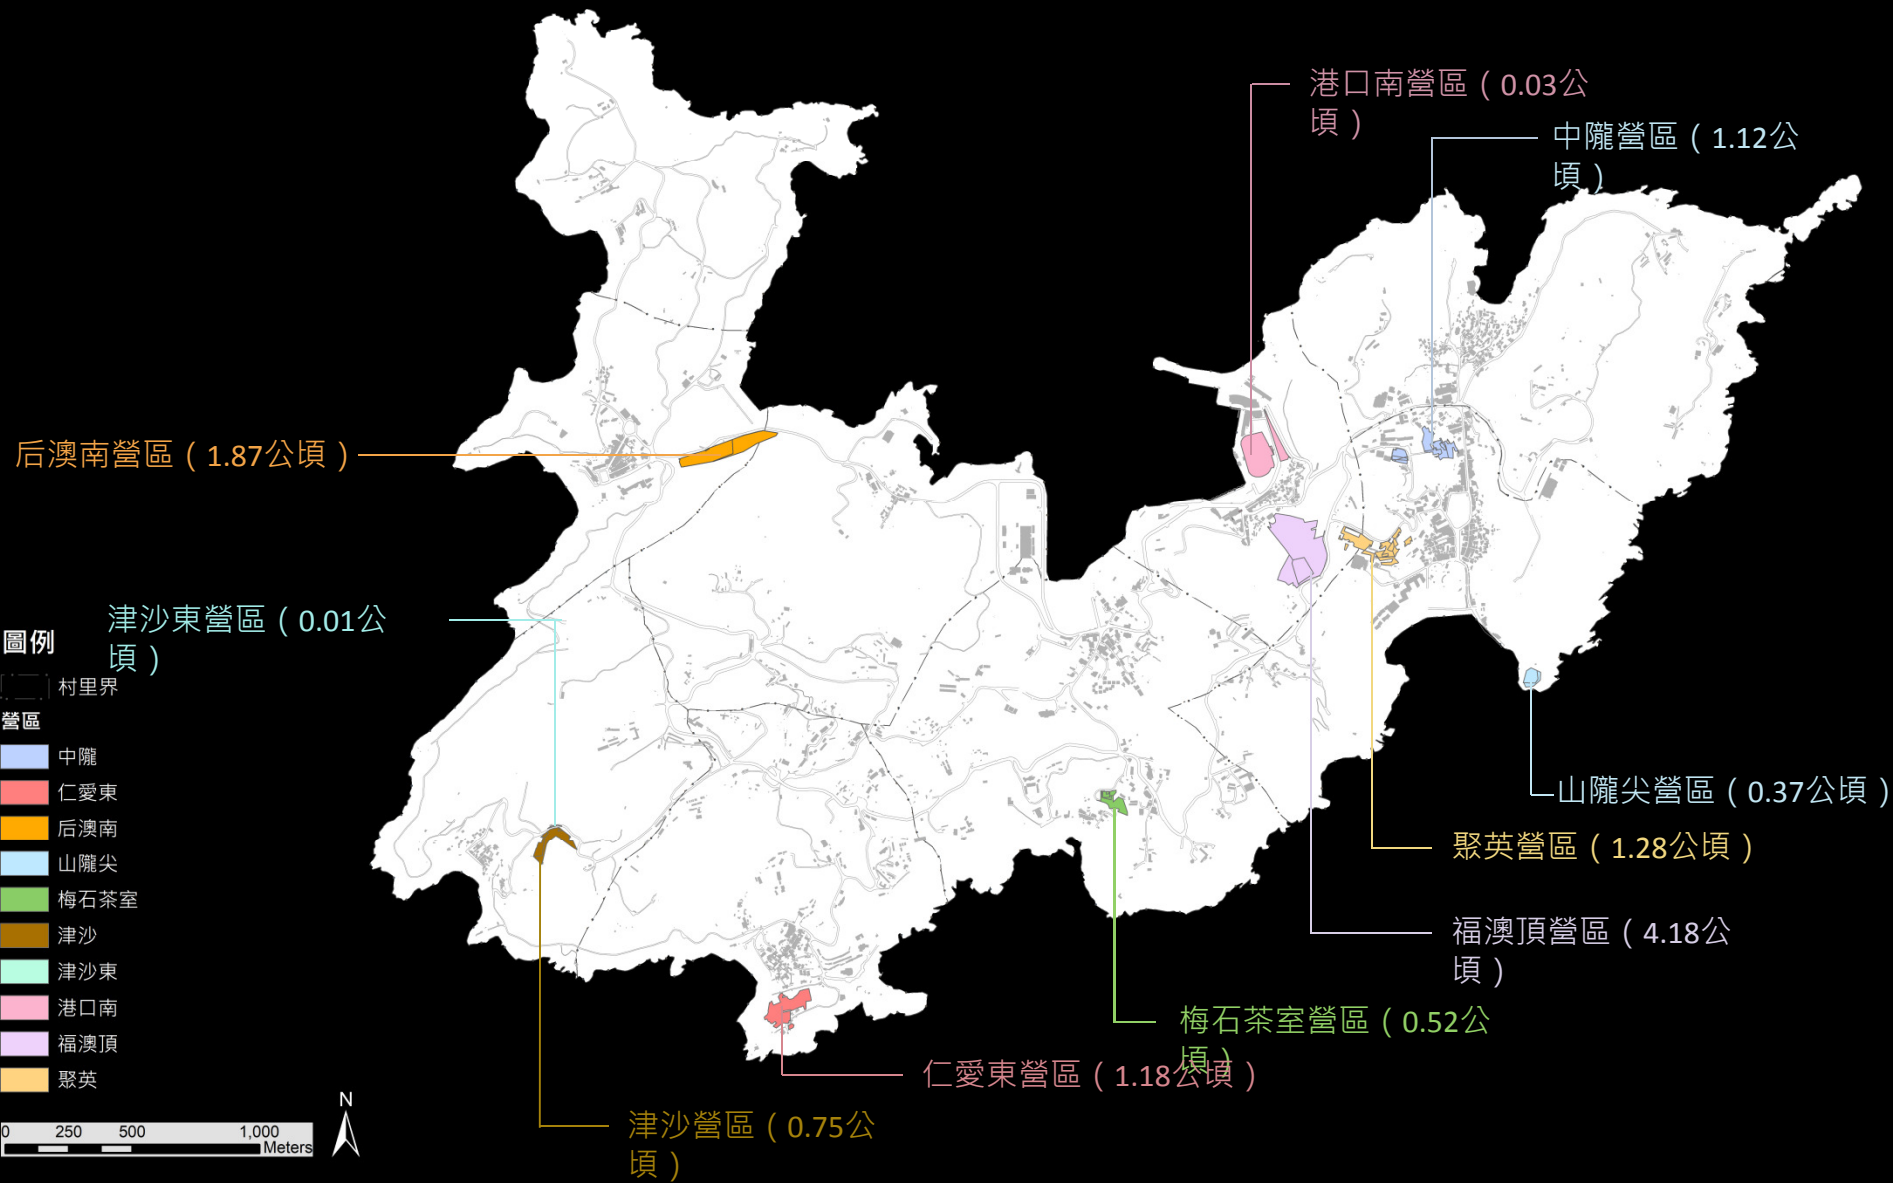 港口南營區（0.03公
頃）
中隴營區（1.12公
頃）
后澳南營區（1.87公頃）
津沙東營區（0.01公
頃）
圖例
村里界
營區
中隴
仁愛東
后澳南
山隴尖
梅石茶室
津沙
津沙東
港口南
福澳頂
聚英
0 250 500 1,000
Meters
N
山隴尖營區（0.37公頃）
聚英營區（1.28公頃）
福澳頂營區（4.18公
頃）
梅石茶室營區（0.52公
頃）
仁愛東營區（1.18公頃）
津沙營區（0.75公
頃）